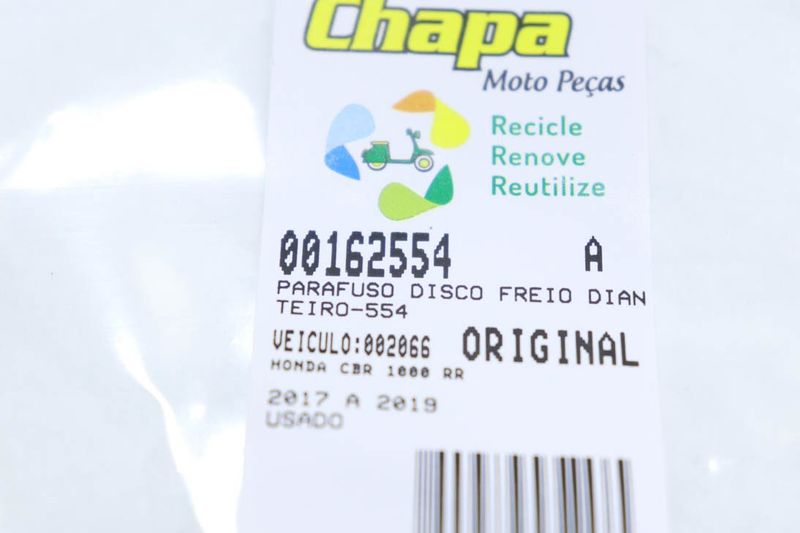 Chapa
Moto Peças
Recicle
Renove
Reutilize
00162554 A
PARAFUSO DISCO FREIO DIAN
TEIRO-554
VEICULO:002066 ORIGINAL
HONDA CBR 1000 RR
2017 A 2019
USADO